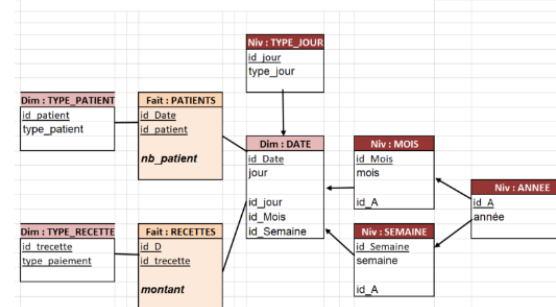 Niv : TYPE_JOUR
id_jour
type_jour
Dim : TYPE_PATIENT
id_patient
type_patient
Fait : PATIENTS
id_Date
id_patient
nb_patient
Dim : DATE
id_Date
jour
id_jour
id_Mois
id_Semaine
Niv : MOIS
id_Mois
mois
id_A
Niv : ANNEE
id_A
année
Dim : TYPE_RECETTE
id_trecette
type_paiement
Fait : RECETTES
id_D
id_trecette
montant
Niv : SEMAINE
id_Semaine
semaine
id_A